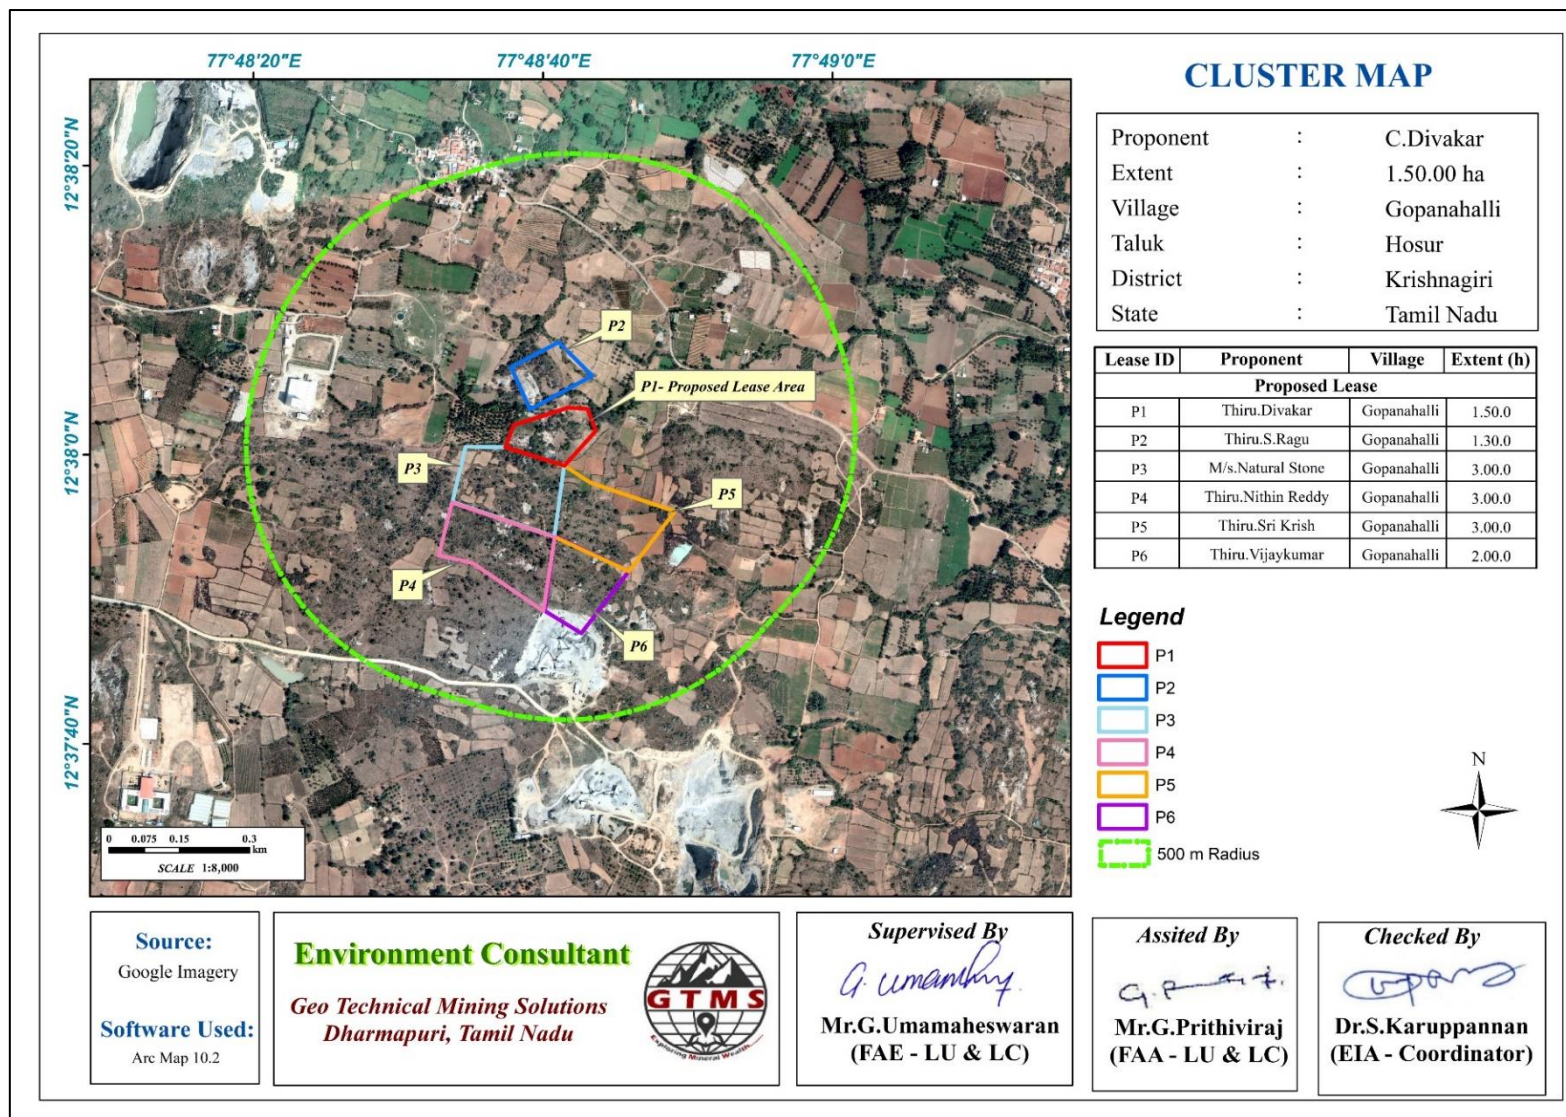 77°48'20"E
77°48'40"E
77°49'0"E
12°38'20"N
12°38'0"N
12°37'40"N
P2
P1- Proposed Lease Area
P3
P5
P4
P6
0 0.075 0.15 0.3
km
SCALE 1:8,000
CLUSTER MAP
Proponent : C.Divakar
Extent : 1.50.00 ha
Village : Gopanahalli
Taluk : Hosur
District : Krishnagiri
State : Tamil Nadu
Lease ID Proponent Village Extent (h)
Proposed Lease
P1 Thiru.Divakar Gopanahalli 1.50.0
P2 Thiru.S.Ragu Gopanahalli 1.30.0
P3 M/s.Natural Stone Gopanahalli 3.00.0
P4 Thiru.Nithin Reddy Gopanahalli 3.00.0
P5 Thiru.Sri Krish Gopanahalli 3.00.0
P6 Thiru.Vijaykumar Gopanahalli 2.00.0
Legend
P1
P2
P3
P4
P5
P6
500 m Radius
N
Source:
Google Imagery
Software Used:
Arc Map 10.2
Environment Consultant
Geo Technical Mining Solutions
Dharmapuri, Tamil Nadu
GTMS
Exploring Mineral Wealth
Supervised By
Mr.G.Umamaheswaran
(FAE - LU & LC)
Assited By
Mr.G.Prithiviraj
(FAA - LU & LC)
Checked By
Dr.S.Karuppannan
(EIA - Coordinator)